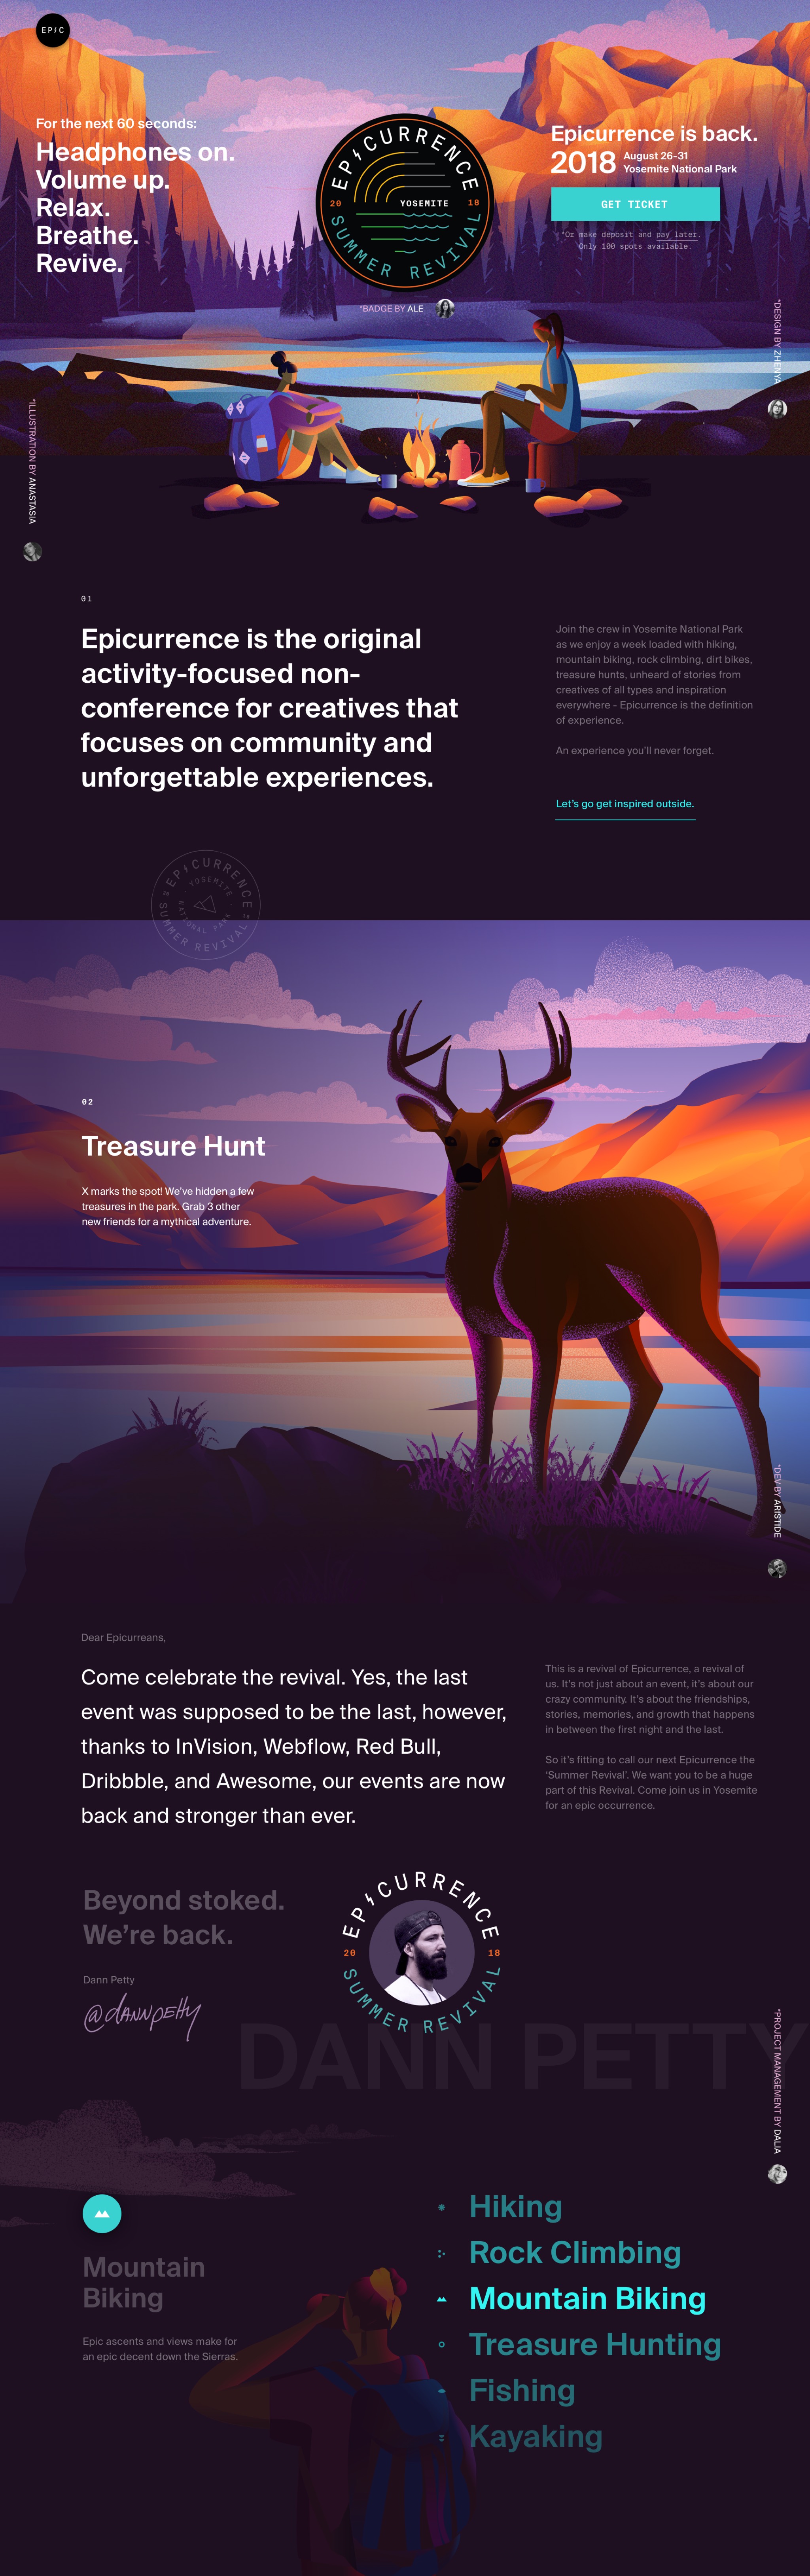 EPIC
For the next 60 seconds:
Headphones on.
Volume up.
Relax.
Breathe.
Revive.
EPICURRENCE
20
YOSEMITE
18
SUMMER REVIVAL
*BADGE BY ALE
Epicurrence is back.
2018
August 26-31
Yosemite National Park
GET TICKET
*Or make deposit and pay later.
Only 100 spots available.
*DESIGN BY ZHENYA
*ILLUSTRATION BY ANASTASIA
01
Epicurrence is the original
activity-focused non-
conference for creatives that
focuses on community and
unforgettable experiences.
Join the crew in Yosemite National Park
as we enjoy a week loaded with hiking,
mountain biking, rock climbing, dirt bikes,
treasure hunts, unheard of stories from
creatives of all types and inspiration
everywhere - Epicurrence is the definition
of experience.
An experience you'll never forget.
Let's go get inspired outside.
EPICURRENCE
YOSEMITE
NATIONAL PARK
SUMMER REVIVAL
02
Treasure Hunt
X marks the spot! We've hidden a few
treasures in the park. Grab 3 other
new friends for a mythical adventure.
*DEV BY ARISTIDE
Dear Epicurreans,
Come celebrate the revival. Yes, the last
event was supposed to be the last, however,
thanks to InVision, Webflow, Red Bull,
Dribbble, and Awesome, our events are now
back and stronger than ever.
This is a revival of Epicurrence, a revival of
us. It's not just about an event, it's about our
crazy community. It's about the friendships,
stories, memories, and growth that happens
in between the first night and the last.
So it's fitting to call our next Epicurrence the
'Summer Revival'. We want you to be a huge
part of this Revival. Come join us in Yosemite
for an epic occurrence.
Beyond stoked.
We're back.
Dann Petty
@dannpetty
EPICURRENCE
20
18
SUMMER REVIVAL
DANN PETTY
*PROJECT MANAGEMENT BY DALIA
Mountain
Biking
Epic ascents and views make for
an epic decent down the Sierras.
Hiking
Rock Climbing
Mountain Biking
Treasure Hunting
Fishing
Kayaking